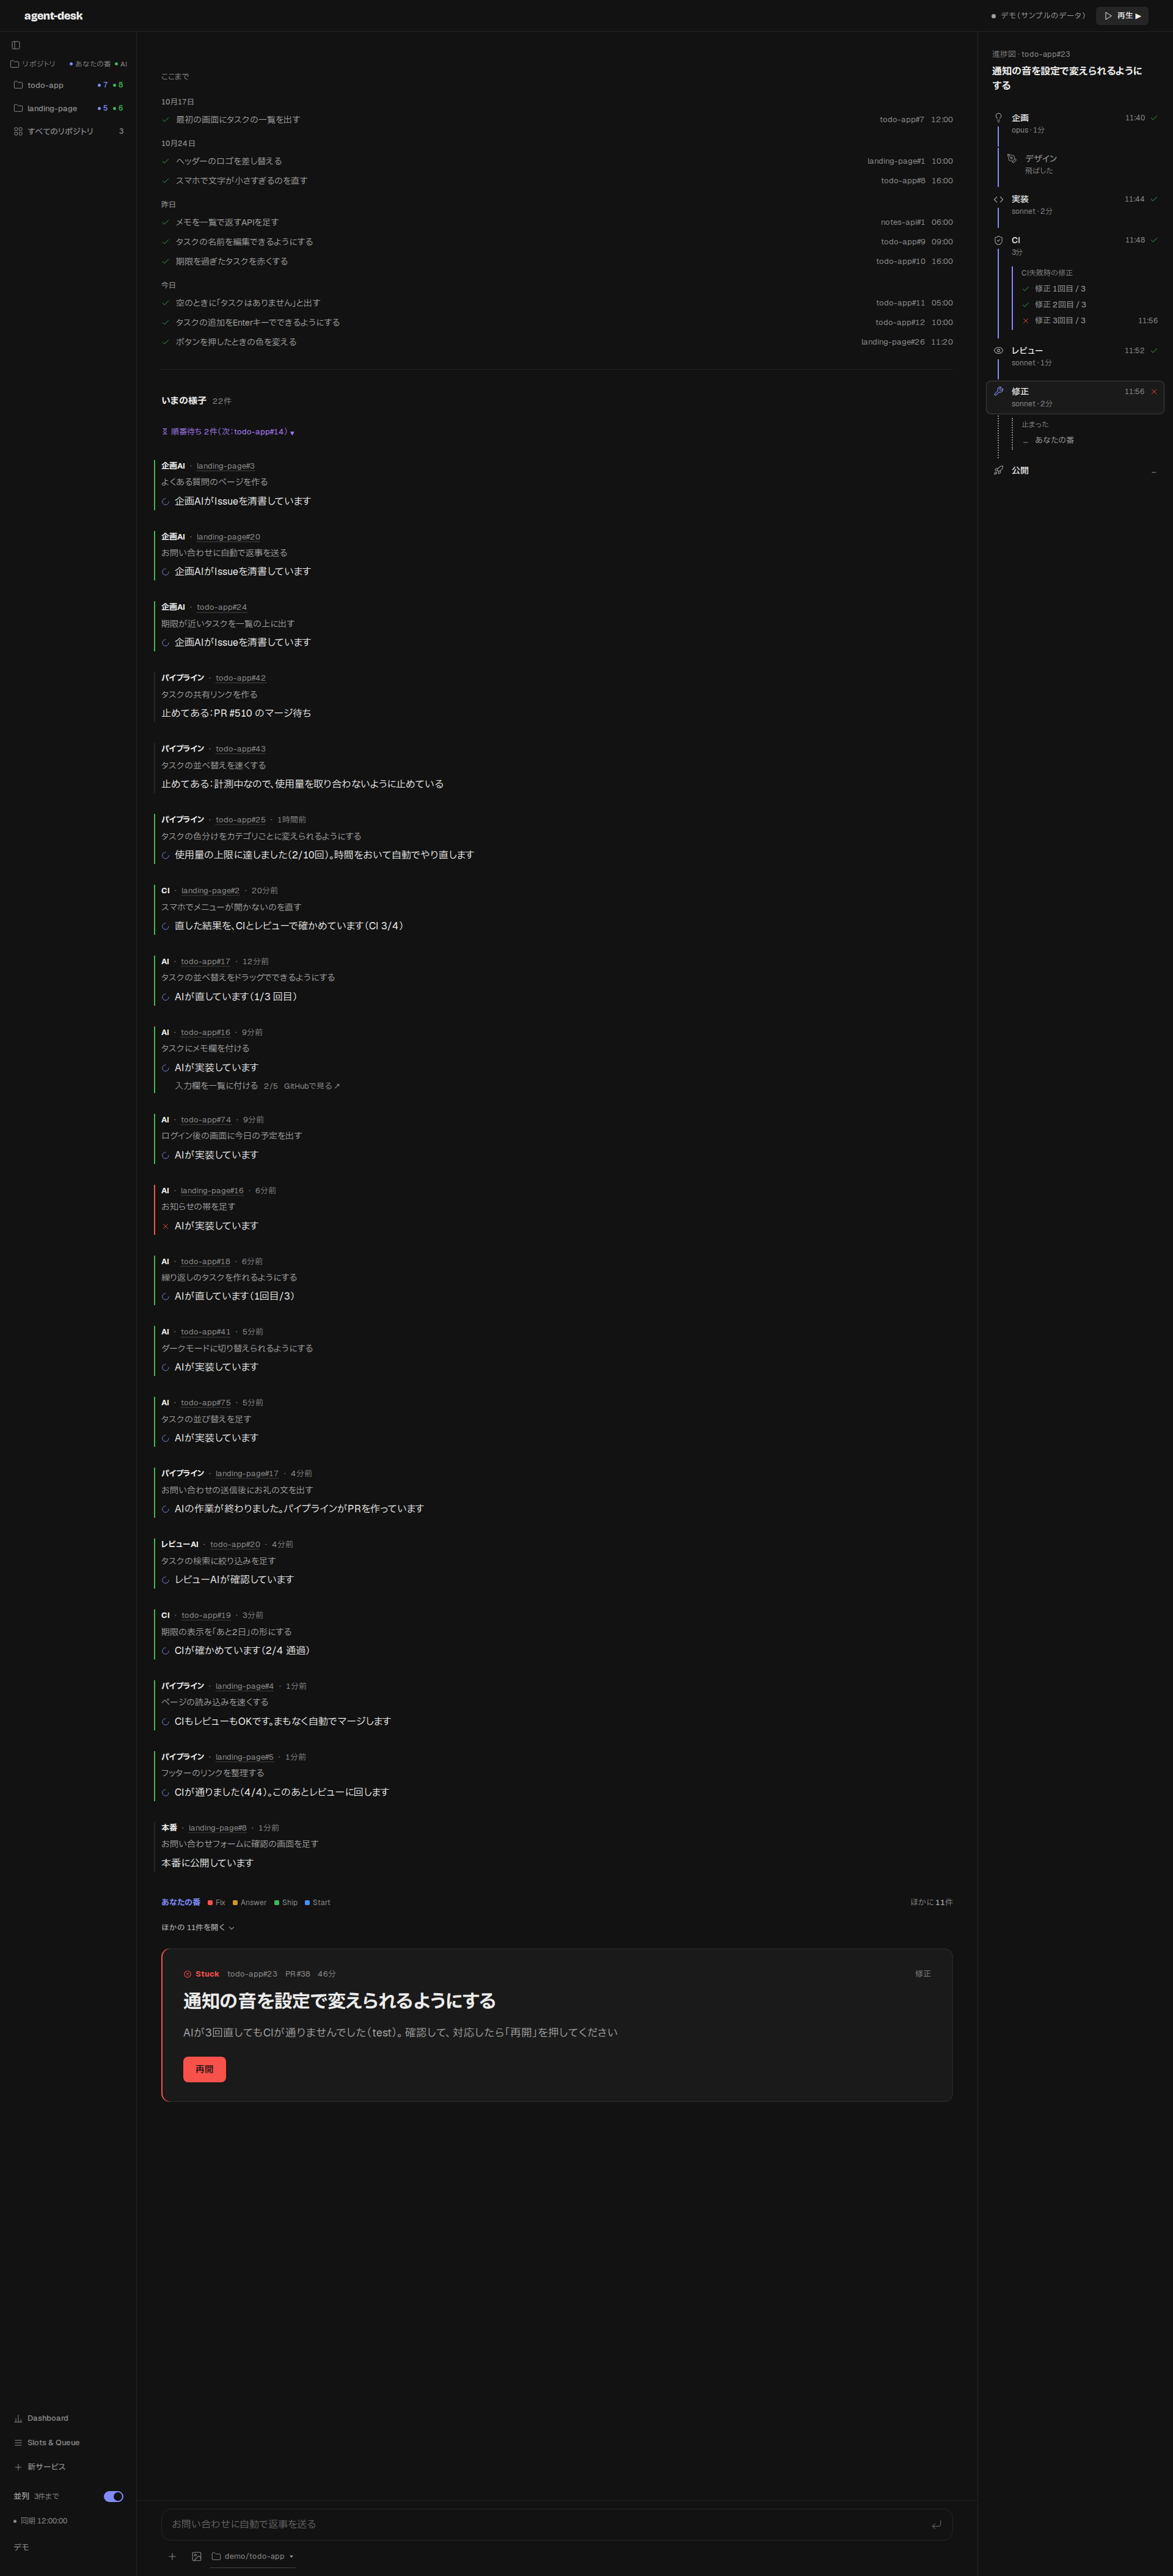 agent-desk
デモ(サンプルのデータ)
再生 ▶
リポジトリ
あなたの番
AI
todo-app
7
8
landing-page
5
6
すべてのリポジトリ
3
ここまで
10月17日
最初の画面にタスクの一覧を出す todo-app#7 12:00
10月24日
ヘッダーのロゴを差し替える landing-page#1 10:00
スマホで文字が小さすぎるのを直す todo-app#8 16:00
昨日
メモを一覧で返すAPIを足す notes-api#1 06:00
タスクの名前を編集できるようにする todo-app#9 09:00
期限を過ぎたタスクを赤くする todo-app#10 16:00
今日
空のときに「タスクはありません」と出す todo-app#11 05:00
タスクの追加をEnterキーでできるようにする todo-app#12 10:00
ボタンを押したときの色を変える landing-page#26 11:20
いまの様子 22件
順番待ち 2件(次:todo-app#14) ▾
企画AI · landing-page#3
よくある質問のページを作る
企画AIがIssueを清書しています
企画AI · landing-page#20
お問い合わせに自動で返事を送る
企画AIがIssueを清書しています
企画AI · todo-app#24
期限が近いタスクを一覧の上に出す
企画AIがIssueを清書しています
パイプライン · todo-app#42
タスクの共有リンクを作る
止めてある:PR #510 のマージ待ち
パイプライン · todo-app#43
タスクの並べ替えを速くする
止めてある:計測中なので、使用量を取り合わないように止めている
パイプライン · todo-app#25 · 1時間前
タスクの色分けをカテゴリごとに変えられるようにする
使用量の上限に達しました(2/10回)。時間をおいて自動でやり直します
CI · landing-page#2 · 20分前
スマホでメニューが開かないのを直す
直した結果を、CIとレビューで確かめています(CI 3/4)
AI · todo-app#17 · 12分前
タスクの並べ替えをドラッグでできるようにする
AIが直しています(1/3 回目)
AI · todo-app#16 · 9分前
タスクにメモ欄を付ける
AIが実装しています
入力欄を一覧に付ける 2/5 GitHubで見る ↗
AI · todo-app#74 · 9分前
ログイン後の画面に今日の予定を出す
AIが実装しています
AI · landing-page#16 · 6分前
お知らせの帯を足す
AIが実装しています
AI · todo-app#18 · 6分前
繰り返しのタスクを作れるようにする
AIが直しています(1回目/3)
AI · todo-app#41 · 5分前
ダークモードに切り替えられるようにする
AIが実装しています
AI · todo-app#75 · 5分前
タスクの並び替えを足す
AIが実装しています
パイプライン · landing-page#17 · 4分前
お問い合わせの送信後にお礼の文を出す
AIの作業が終わりました。パイプラインがPRを作っています
レビューAI · todo-app#20 · 4分前
タスクの検索に絞り込みを足す
レビューAIが確認しています
CI · todo-app#19 · 3分前
期限の表示を「あと2日」の形にする
CIが確かめています(2/4 通過)
パイプライン · landing-page#4 · 1分前
ページの読み込みを速くする
CIもレビューもOKです。まもなく自動でマージします
パイプライン · landing-page#5 · 1分前
フッターのリンクを整理する
CIが通りました(4/4)。このあとレビューに回します
本番 · landing-page#8 · 1分前
お問い合わせフォームに確認の画面を足す
本番に公開しています
あなたの番 Fix Answer Ship Start ほかに 11件
ほかの 11件を開く
Stuck todo-app#23 PR #38 46分 修正
通知の音を設定で変えられるようにする
AIが3回直してもCIが通りませんでした(test)。確認して、対応したら「再開」を押してください
再開
お問い合わせに自動で返事を送る
demo/todo-app ▾
Dashboard
Slots & Queue
新サービス
並列 3件まで
同期 12:00:00
デモ
進捗図 · todo-app#23
通知の音を設定で変えられるように
する
企画 11:40
opus · 1分
デザイン
飛ばした
実装 11:44
sonnet · 2分
CI 11:48
3分
CI失敗時の修正
修正 1回目 / 3
修正 2回目 / 3
修正 3回目 / 3 11:56
レビュー 11:52
sonnet · 1分
修正 11:56
sonnet · 2分
止まった
… あなたの番
公開 …